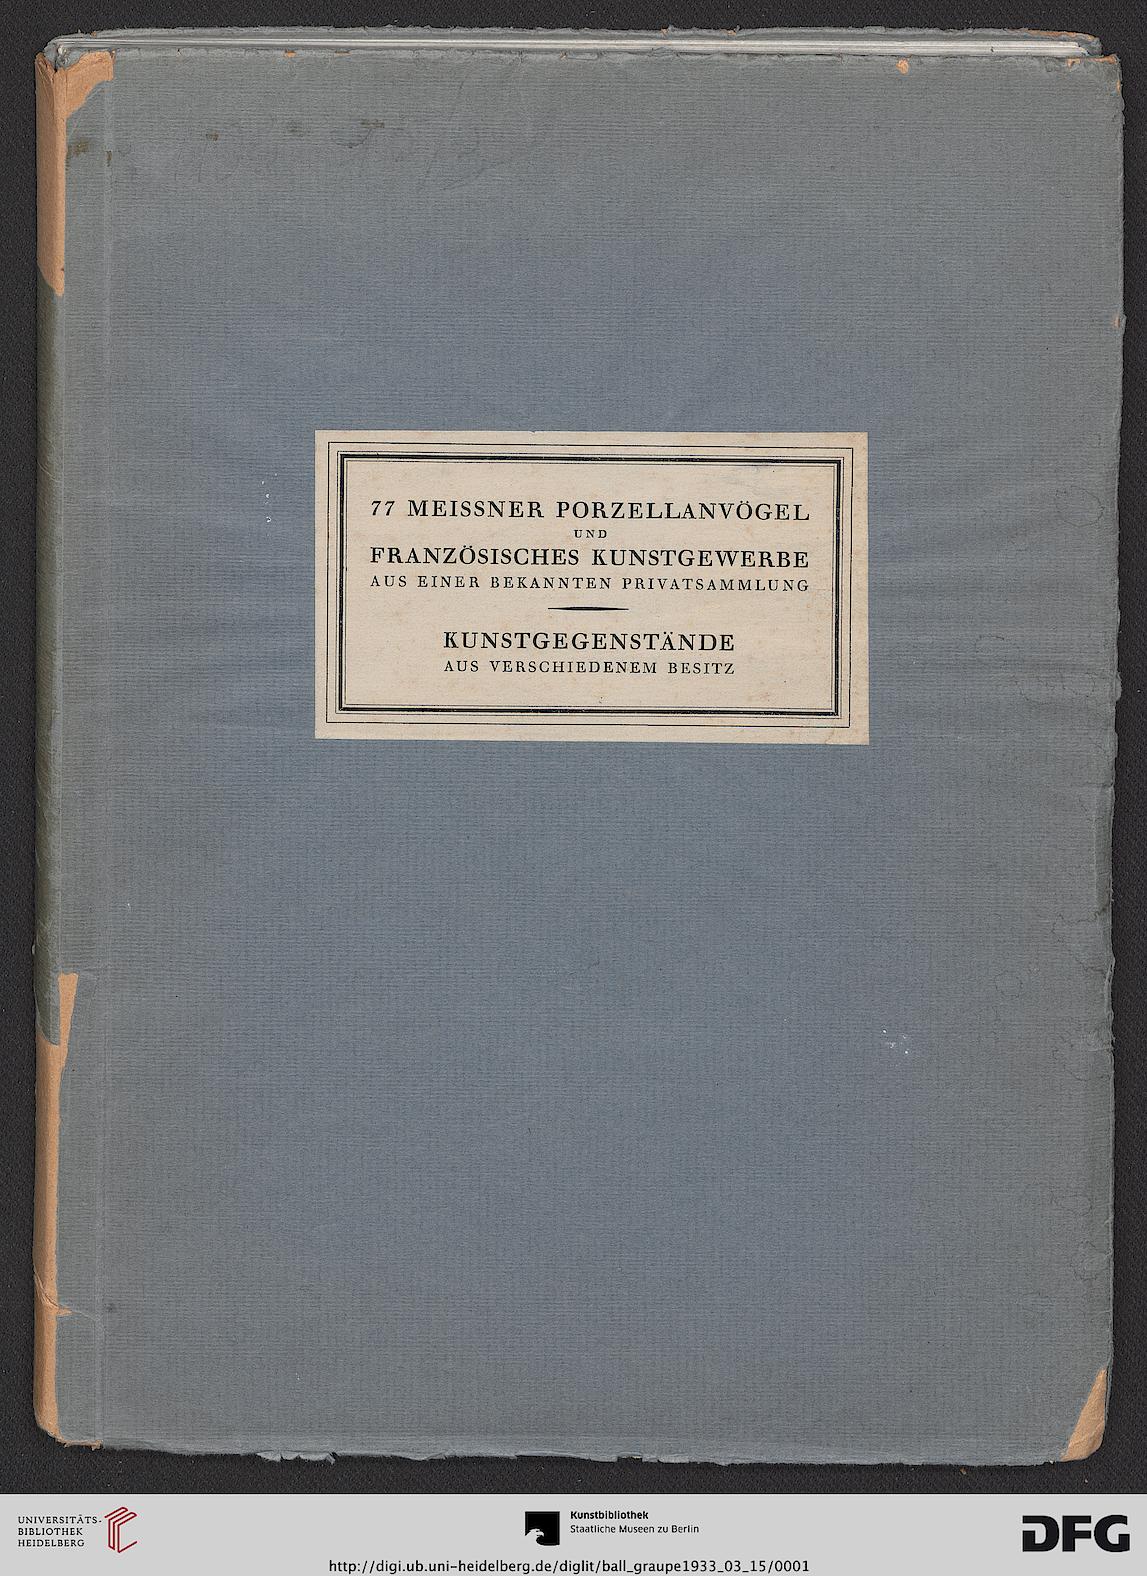 77 MEISSNER PORZELLANVÖGEL
UND
FRANZÖSISCHES KUNSTGEWERBE
AUS EINER BEKANNTEN PRIVATSAMMLUNG
KUNSTGEGENSTÄNDE
AUS VERSCHIEDENEM BESITZ
UNIVERSITÄTS-
BIBLIOTHEK
HEIDELBERG
Kunstbibliothek
Staatliche Museen zu Berlin
DFG
http://digi.ub.uni-heidelberg.de/diglit/ball_graupe1933_03_15/0001